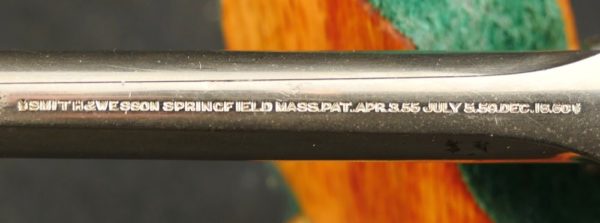 SMITH & WESSON SPRINGFIELD MASS. PAT. APR. 3. 55 JULY 5. 59. DEC. 18. 60